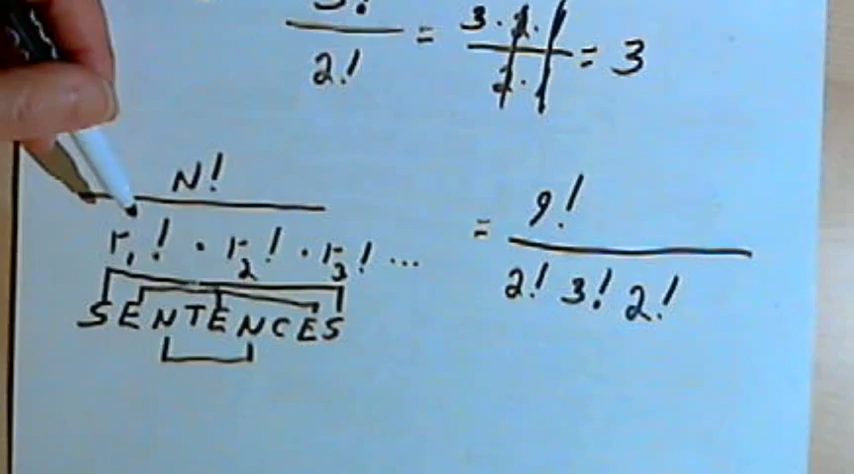 3!/2! = 3·2·1/2·1 = 3
N!/r₁! · r₂! · r₃! ... = 9!/2! 3! 2!
SENTENCES